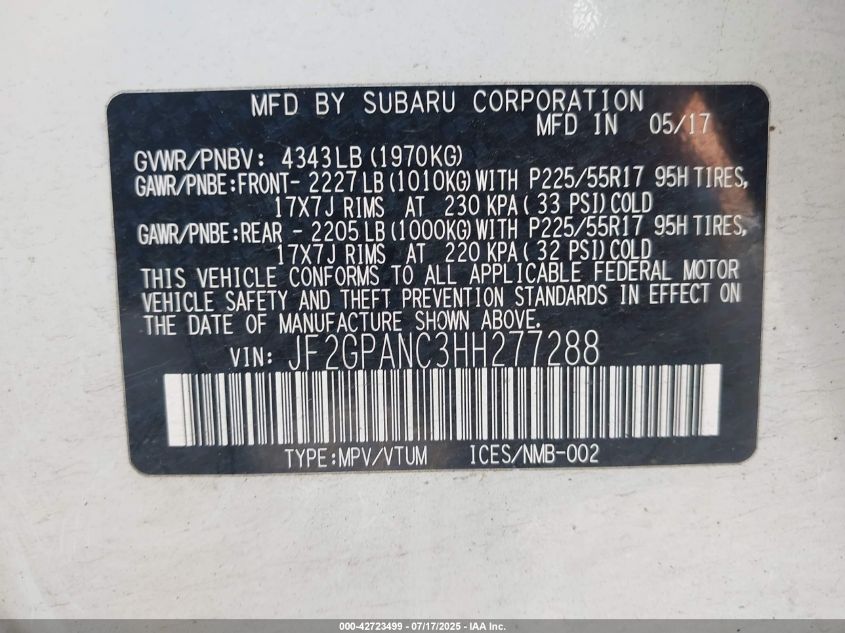 MFD BY SUBARU CORPORATION
MFD IN 05/17
GVWR/PNBV: 4343LB (1970KG)
GAWR/PNBE:FRONT- 2227LB (1010KG) WITH P225/55R17 95H TIRES,
17X7J RIMS AT 230 KPA ( 33 PSI) COLD
GAWR/PNBE:REAR - 2205LB (1000KG) WITH P225/55R17 95H TIRES,
17X7J RIMS AT 220 KPA ( 32 PSI) COLD
THIS VEHICLE CONFORMS TO ALL APPLICABLE FEDERAL MOTOR
VEHICLE SAFETY AND THEFT PREVENTION STANDARDS IN EFFECT ON
THE DATE OF MANUFACTURE SHOWN ABOVE.
VIN: JF2GPANC3HH277288
TYPE:MPV/VTUM ICES/NMB-002
000-42723499 - 07/17/2025 - IAA Inc.